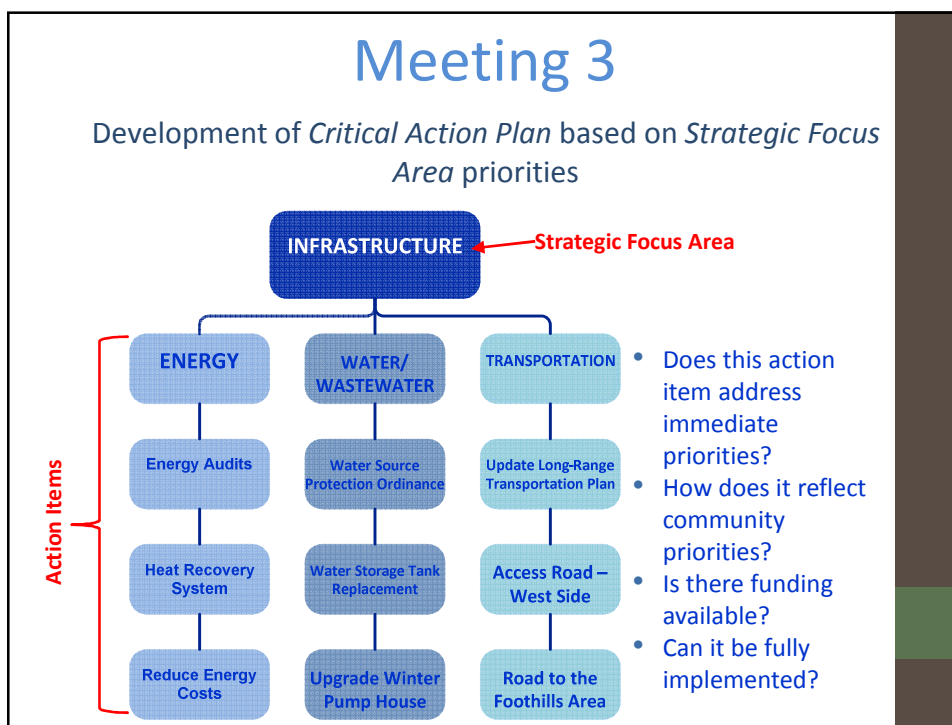 Meeting 3
Development of Critical Action Plan based on Strategic Focus
Area priorities
INFRASTRUCTURE
Strategic Focus Area
Action Items
ENERGY
Energy Audits
Heat Recovery
System
Reduce Energy
Costs
WATER/
WASTEWATER
Water Source
Protection Ordinance
Water Storage Tank
Replacement
Upgrade Winter
Pump House
TRANSPORTATION
Update Long-Range
Transportation Plan
Access Road –
West Side
Road to the
Foothills Area
• Does this action
item address
immediate
priorities?
• How does it reflect
community
priorities?
• Is there funding
available?
• Can it be fully
implemented?